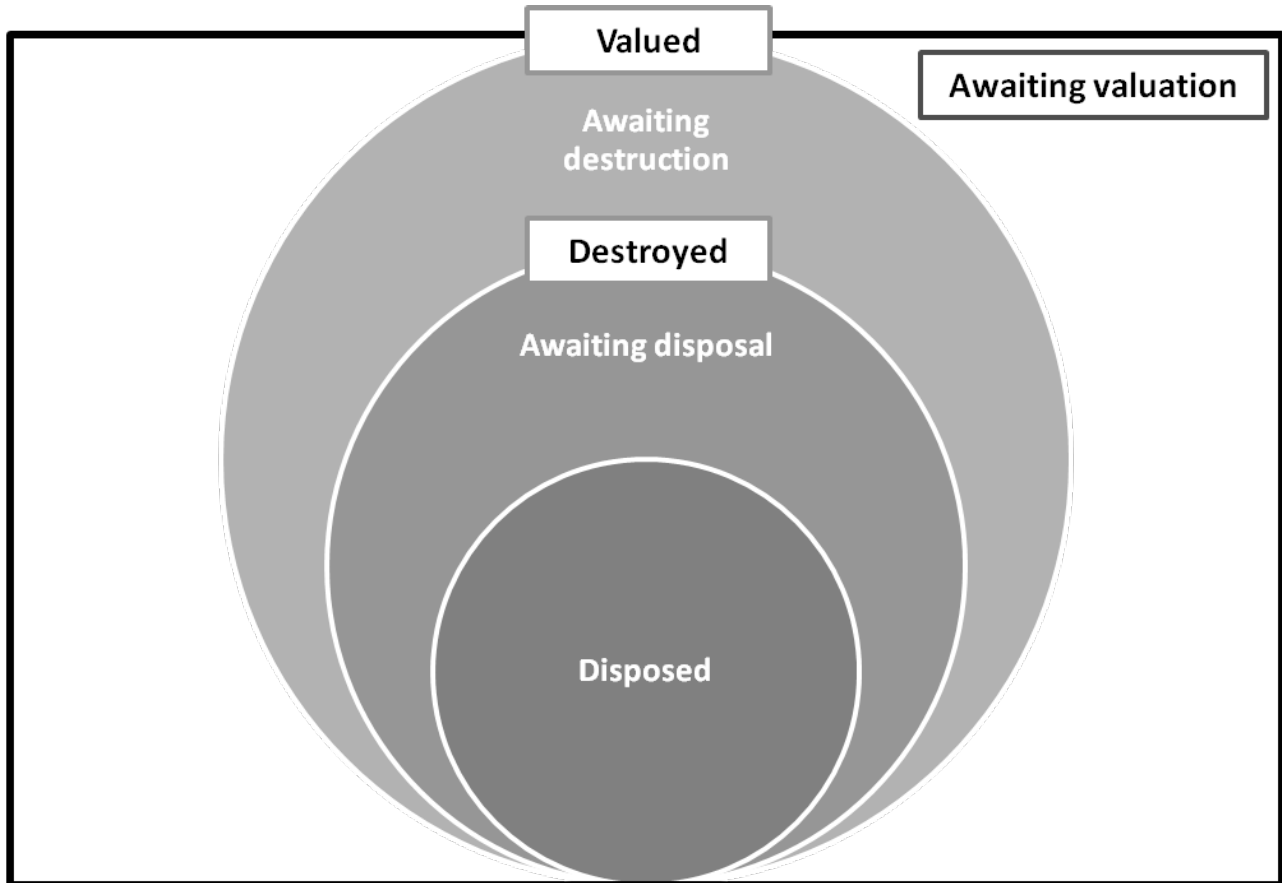 Valued
Awaiting valuation
Awaiting
destruction
Destroyed
Awaiting disposal
Disposed